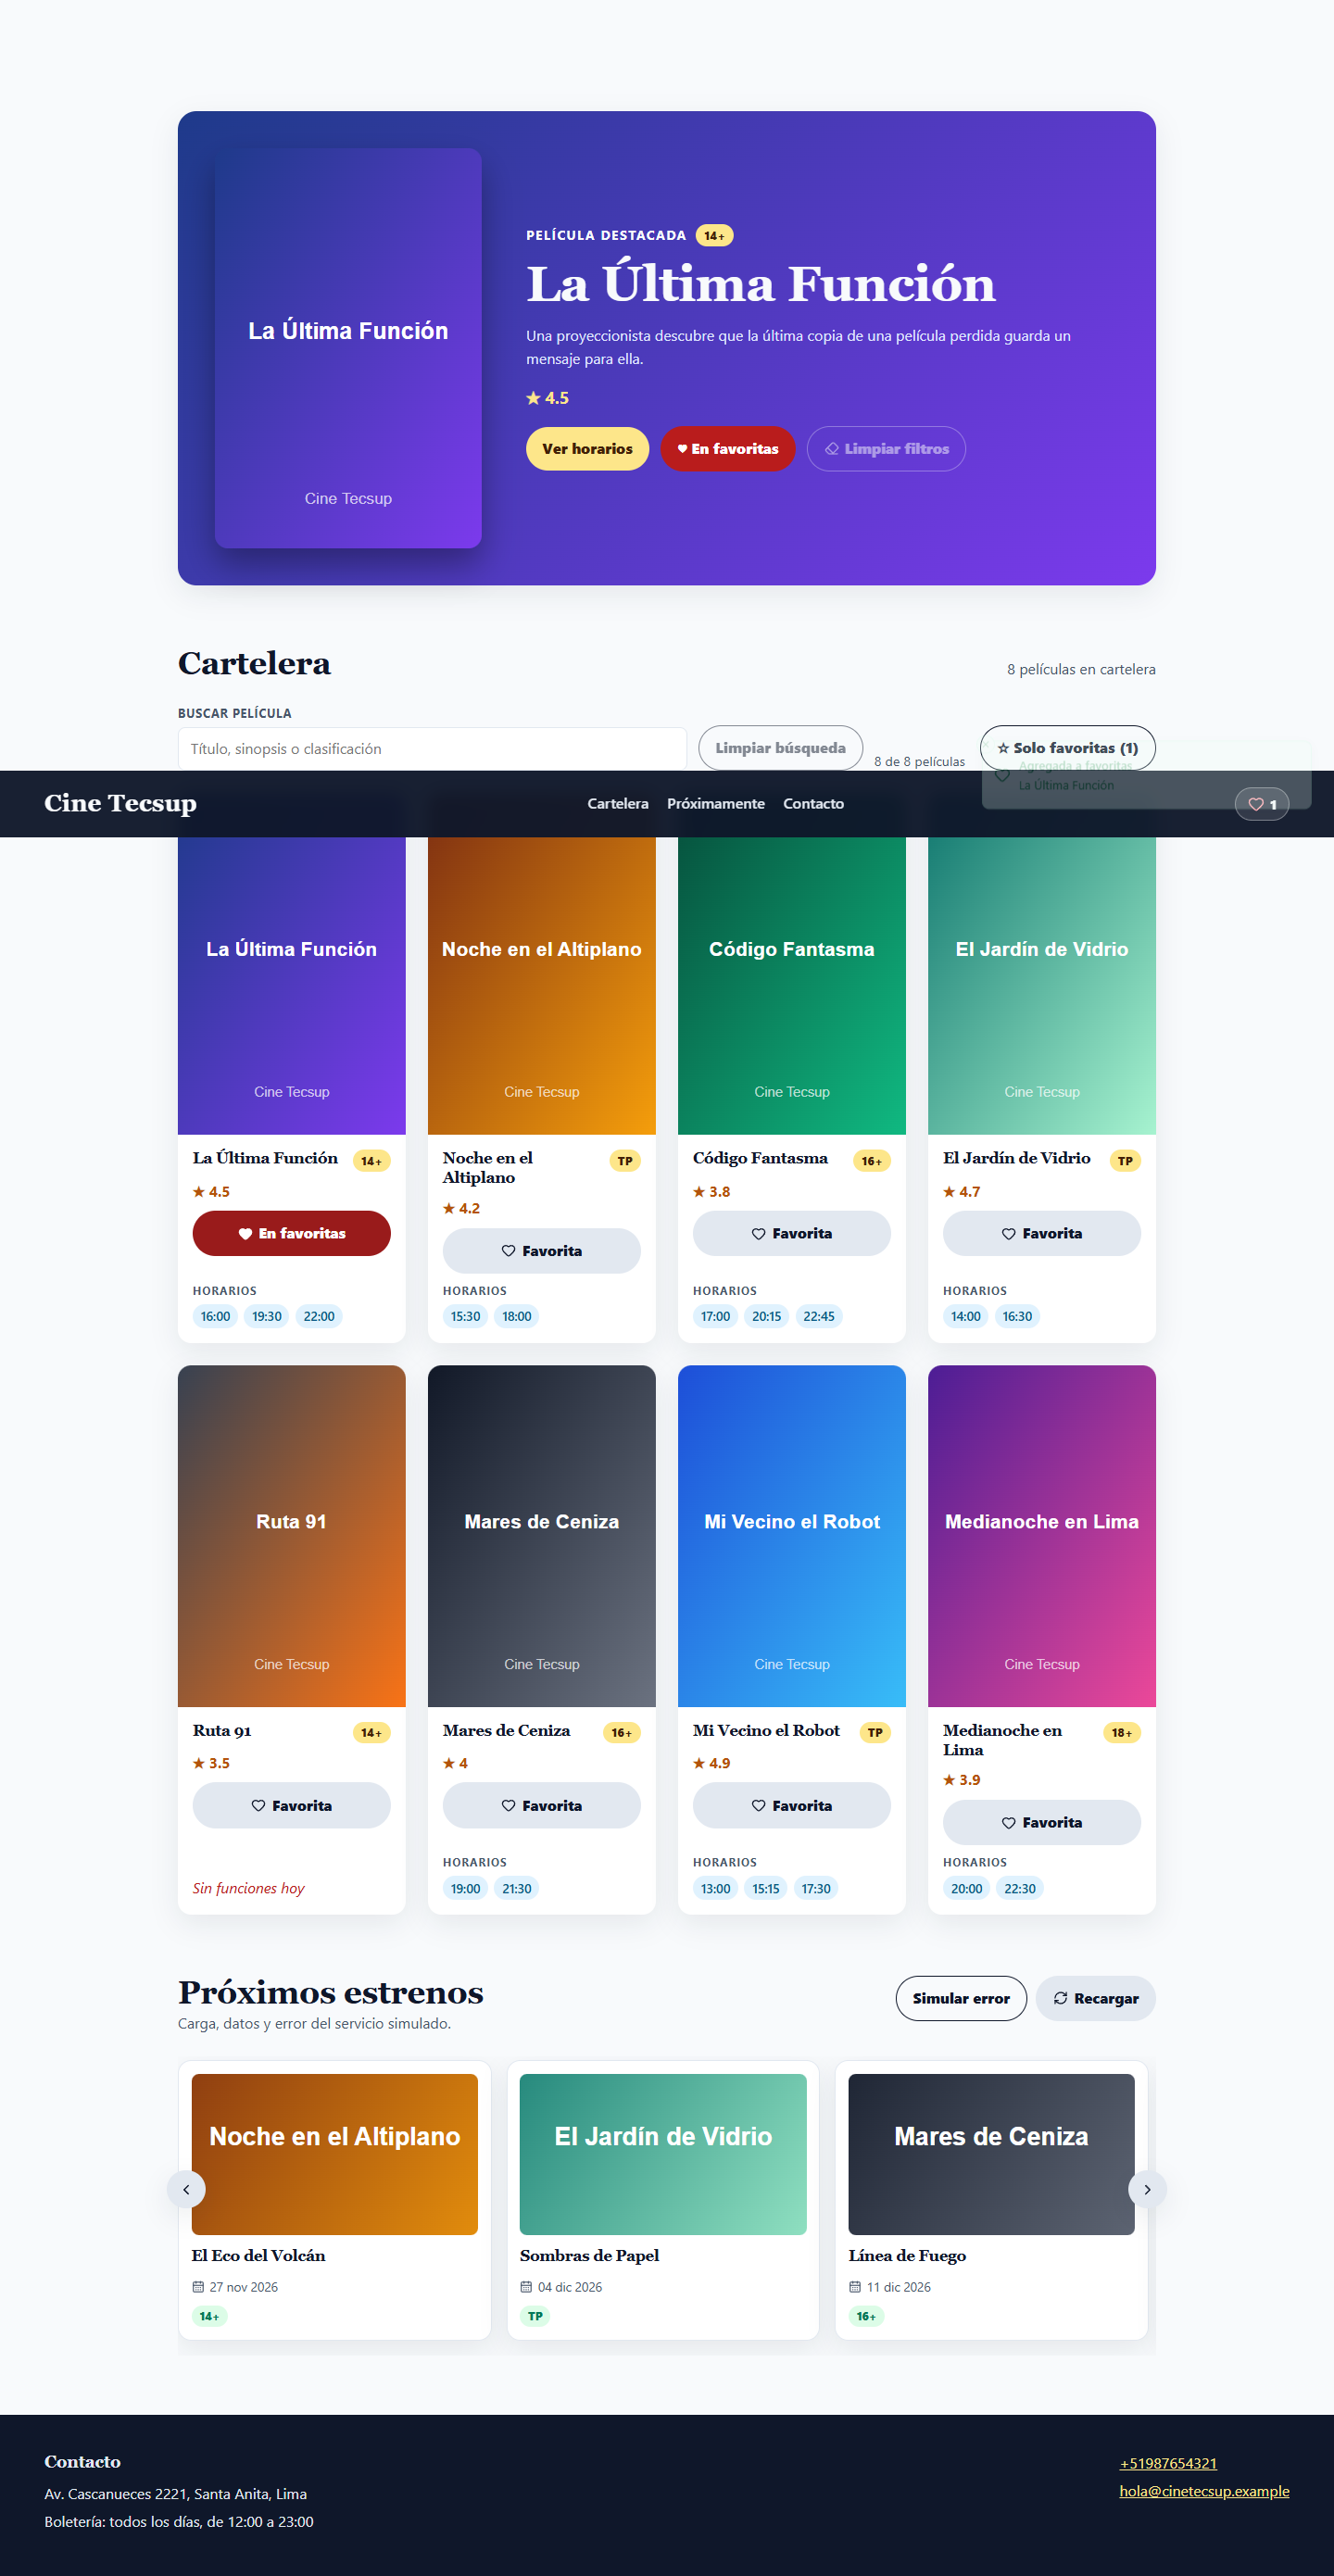 La Última Función
Cine Tecsup
PELÍCULA DESTACADA 14+
La Última Función
Una proyeccionista descubre que la última copia de una película perdida guarda un
mensaje para ella.
★ 4.5
Ver horarios
En favoritas
Limpiar filtros
Cartelera
8 películas en cartelera
BUSCAR PELÍCULA
Título, sinopsis o clasificación
Limpiar búsqueda
8 de 8 películas
☆ Solo favoritas (1)
Agregada a favoritas
La Última Función
Cine Tecsup
Cartelera Próximamente Contacto
1
La Última Función
Cine Tecsup
La Última Función 14+
★ 4.5
En favoritas
HORARIOS
16:00 19:30 22:00
Noche en el Altiplano
Cine Tecsup
Noche en el
Altiplano
TP
★ 4.2
Favorita
HORARIOS
15:30 18:00
Código Fantasma
Cine Tecsup
Código Fantasma 16+
★ 3.8
Favorita
HORARIOS
17:00 20:15 22:45
El Jardín de Vidrio
Cine Tecsup
El Jardín de Vidrio TP
★ 4.7
Favorita
HORARIOS
14:00 16:30
Ruta 91
Cine Tecsup
Ruta 91 14+
★ 3.5
Favorita
Sin funciones hoy
Mares de Ceniza
Cine Tecsup
Mares de Ceniza 16+
★ 4
Favorita
HORARIOS
19:00 21:30
Mi Vecino el Robot
Cine Tecsup
Mi Vecino el Robot TP
★ 4.9
Favorita
HORARIOS
13:00 15:15 17:30
Medianoche en Lima
Cine Tecsup
Medianoche en
Lima
18+
★ 3.9
Favorita
HORARIOS
20:00 22:30
Próximos estrenos
Carga, datos y error del servicio simulado.
Simular error
Recargar
Noche en el Altiplano
El Eco del Volcán
27 nov 2026
14+
El Jardín de Vidrio
Sombras de Papel
04 dic 2026
TP
Mares de Ceniza
Línea de Fuego
11 dic 2026
16+
Contacto
Av. Cascanueces 2221, Santa Anita, Lima
Boletería: todos los días, de 12:00 a 23:00
+51987654321
hola@cinetecsup.example